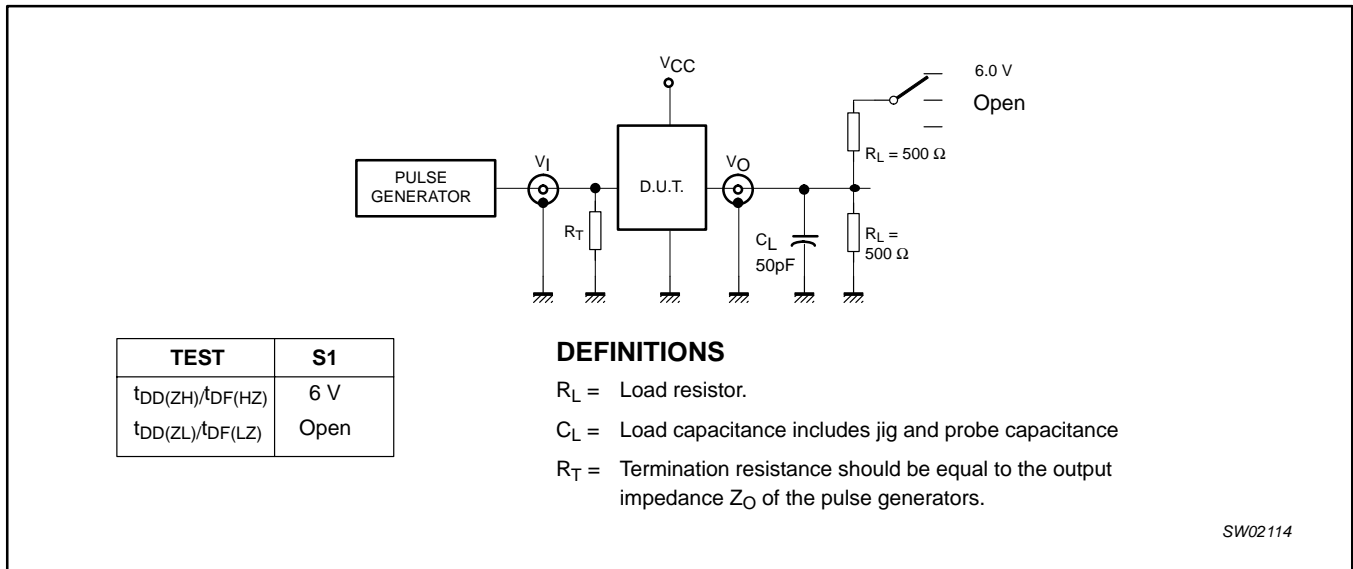 VCC
6.0 V
Open
RL = 500 Ω
PULSE
GENERATOR
VI
D.U.T.
VO
RT
CL
50pF
RL =
500 Ω
TEST S1
tDD(ZH)/tDF(HZ) 6 V
tDD(ZL)/tDF(LZ) Open
DEFINITIONS
RL = Load resistor.
CL = Load capacitance includes jig and probe capacitance
RT = Termination resistance should be equal to the output
impedance ZO of the pulse generators.
SW02114